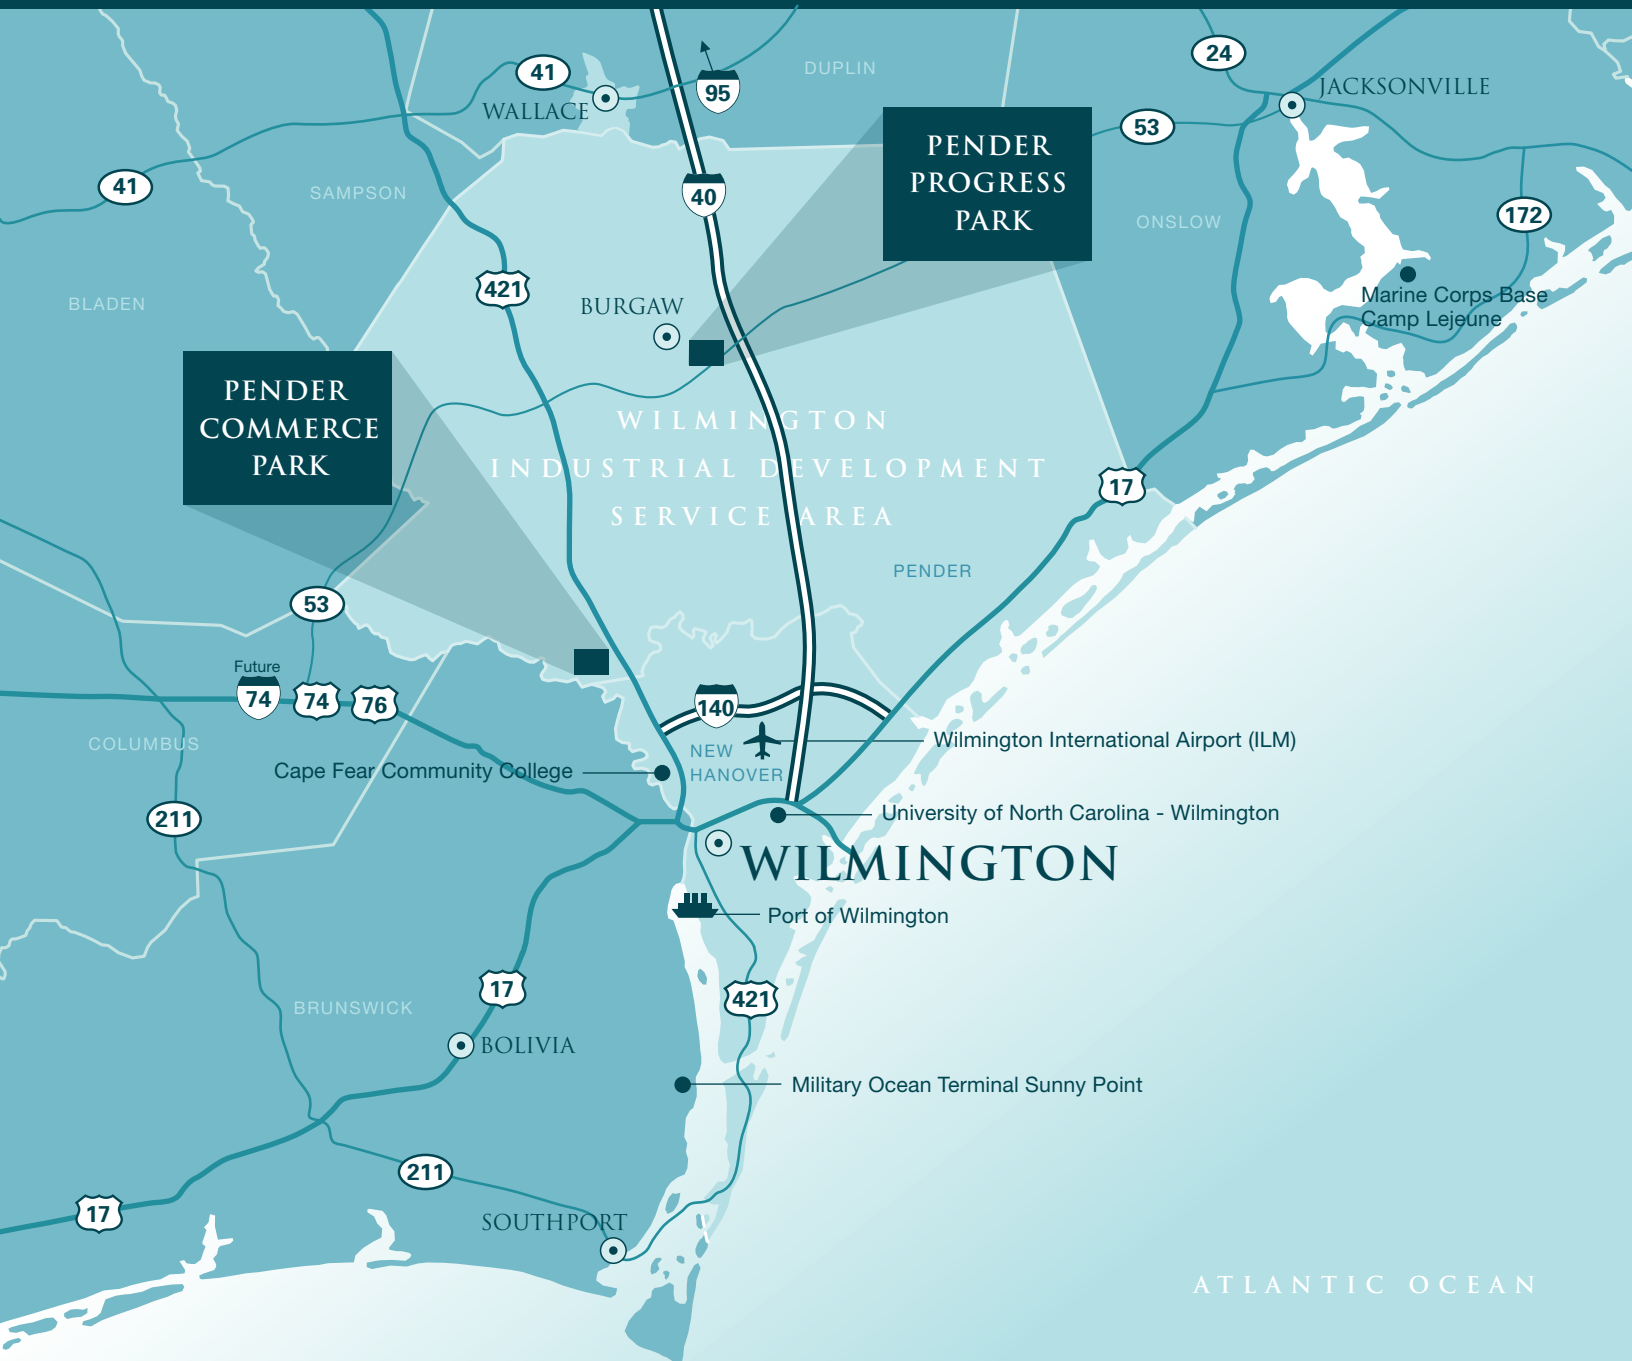 24
DUPLIN
41
JACKSONVILLE
95
WALLACE
53
PENDER
PROGRESS
PARK
41
SAMPSON
40
172
ONSLOW
421
Marine Corps Base
Camp Lejeune
BLADEN
BURGAW
PENDER
COMMERCE
PARK
WILMINGTON
INDUSTRIAL DEVELOPMENT
SERVICE AREA
17
PENDER
53
Future
74
74
76
140
COLUMBUS
NEW
HANOVER
Wilmington International Airport (ILM)
Cape Fear Community College
211
University of North Carolina - Wilmington
WILMINGTON
Port of Wilmington
17
421
BRUNSWICK
BOLIVIA
Military Ocean Terminal Sunny Point
211
17
SOUTHPORT
ATLANTIC OCEAN